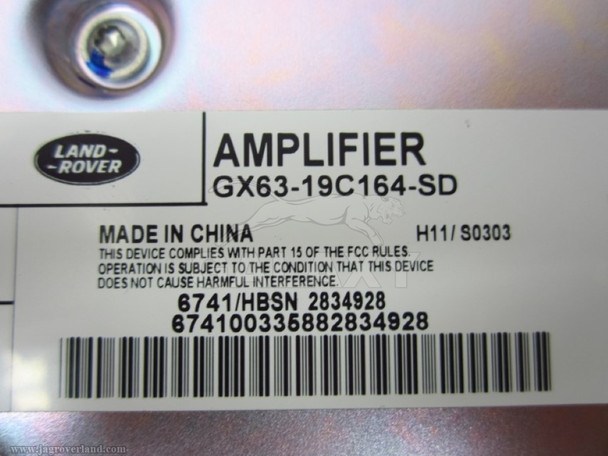 LAND-
-ROVER
AMPLIFIER
GX63-19C164-SD
MADE IN CHINA
H11/S0303
THIS DEVICE COMPLIES WITH PART 15 OF THE FCC RULES.
OPERATION IS SUBJECT TO THE CONDITION THAT THIS DEVICE
DOES NOT CAUSE HARMFUL INTERFERENCE.
6741/HBSN 2834928
674100335882834928
www.jagroverland.com